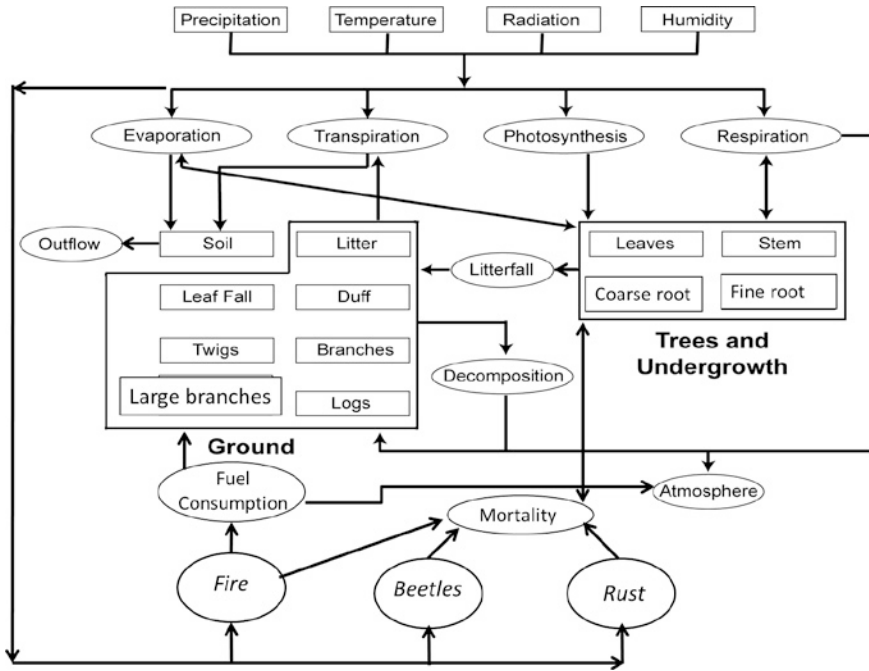 Precipitation
Temperature
Radiation
Humidity
Evaporation
Transpiration
Photosynthesis
Respiration
Outflow
Soil
Litter
Litterfall
Leaves
Stem
Leaf Fall
Duff
Coarse root
Fine root
Trees and
Undergrowth
Twigs
Branches
Decomposition
Large branches
Logs
Ground
Fuel
Consumption
Atmosphere
Mortality
Fire
Beetles
Rust